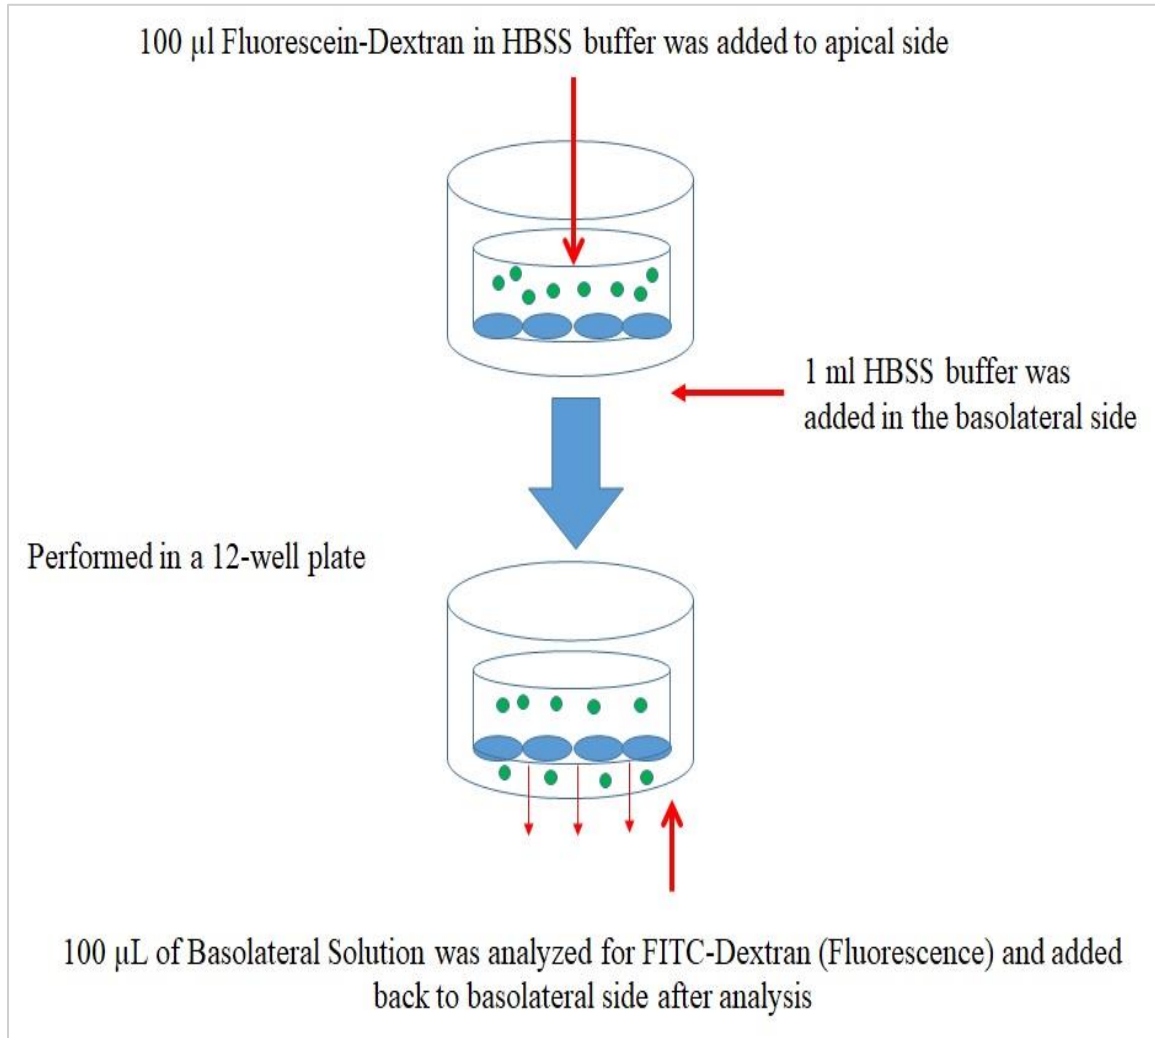 100 µl Fluorescein-Dextran in HBSS buffer was added to apical side
1 ml HBSS buffer was
added in the basolateral side
Performed in a 12-well plate
100 µL of Basolateral Solution was analyzed for FITC-Dextran (Fluorescence) and added
back to basolateral side after analysis